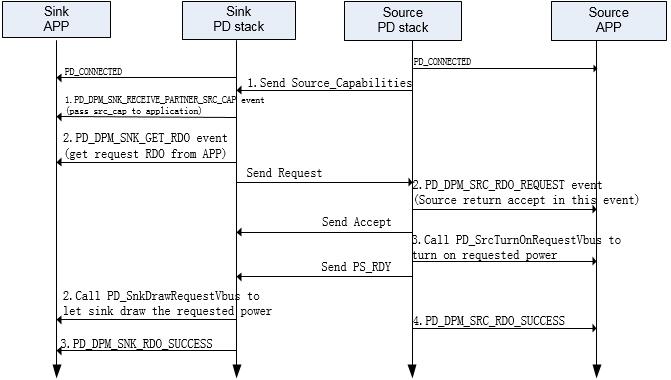 Sink
APP
Sink
PD stack
Source
PD stack
Source
APP
PD_CONNECTED
PD_CONNECTED
1.Send Source_Capabilities
1.PD_DPM_SNK_RECEIVE_PARTNER_SRC_CAP event
(pass src_cap to application)
2.PD_DPM_SNK_GET_RDO event
(get request RDO from APP)
Send Request
2.PD_DPM_SRC_RDO_REQUEST event
(Source return accept in this event)
Send Accept
3.Call PD_SrcTurnOnRequestVbus to
turn on requested power
Send PS_RDY
2.Call PD_SnkDrawRequestVbus to
let sink draw the requested power
4.PD_DPM_SRC_RDO_SUCCESS
3.PD_DPM_SNK_RDO_SUCCESS